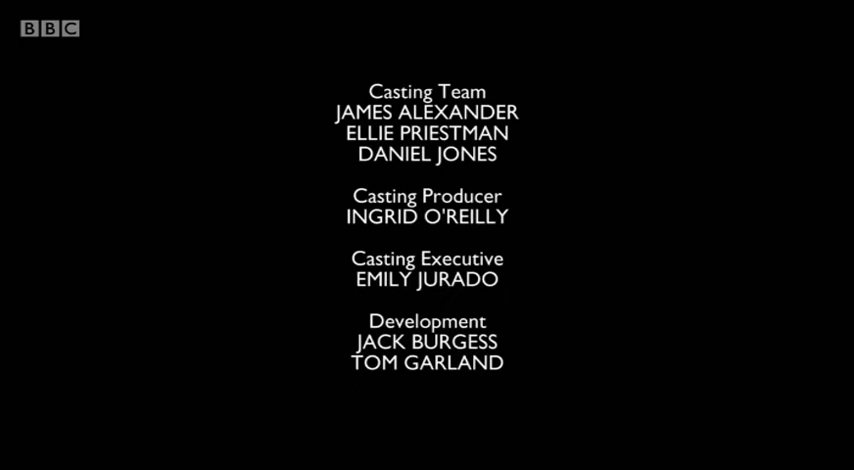 BBC
Casting Team
JAMES ALEXANDER
ELLIE PRIESTMAN
DANIEL JONES
Casting Producer
INGRID O'REILLY
Casting Executive
EMILY JURADO
Development
JACK BURGESS
TOM GARLAND